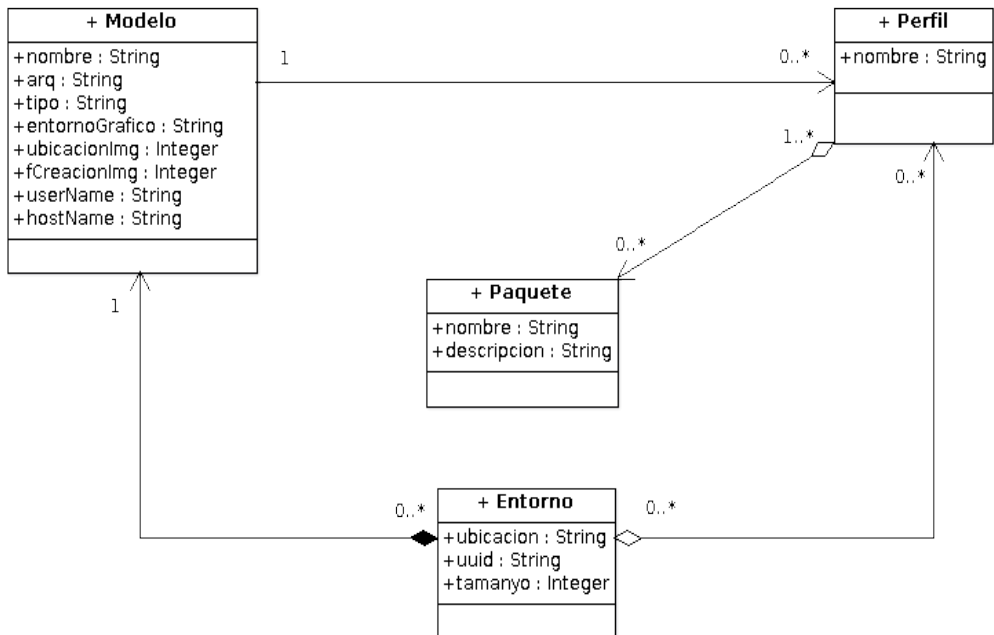 + Modelo
+nombre : String
+arq : String
+tipo : String
+entornoGrafico : String
+ubicacionImg : Integer
+fCreacionImg : Integer
+userName : String
+hostName : String
1
0..*
+ Perfil
+nombre : String
1..*
0..*
0..*
+ Paquete
+nombre : String
+descripcion : String
1
0..*
0..*
+ Entorno
+ubicacion : String
+uuid : String
+tamanyo : Integer